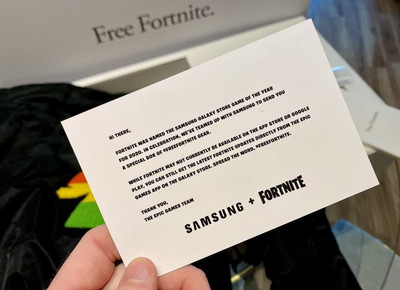 Free Fortnite.
HI THERE,
FORTNITE WAS NAMED THE SAMSUNG GALAXY STORE GAME OF THE YEAR
FOR 2020. IN CELEBRATION, WE'VE TEAMED UP WITH SAMSUNG TO SEND YOU
A SPECIAL BOX OF #FREEFORTNITE GEAR.
WHILE FORTNITE MAY NOT CURRENTLY BE AVAILABLE ON THE APP STORE OR GOOGLE
PLAY, YOU CAN STILL GET THE LATEST FORTNITE UPDATES DIRECTLY FROM THE EPIC
GAMES APP ON THE GALAXY STORE. SPREAD THE WORD. #FREEFORTNITE.
THANK YOU,
THE EPIC GAMES TEAM
SAMSUNG + FORTNITE